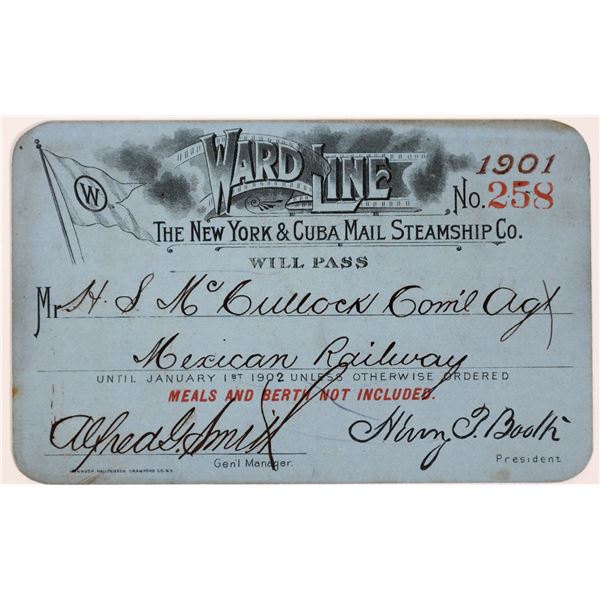 W
WARD LINE
1901
No. 258
THE NEW YORK & CUBA MAIL STEAMSHIP CO.
WILL PASS
Mr H. S. McCullock Com'l Agt
Mexican Railway
UNTIL JANUARY 1ST 1902 UNLESS OTHERWISE ORDERED
MEALS AND BERTH NOT INCLUDED.
Alfred G. Smith
Gen'l Manager.
Henry P. Booth
President
CRAWFORD CO. N.Y.